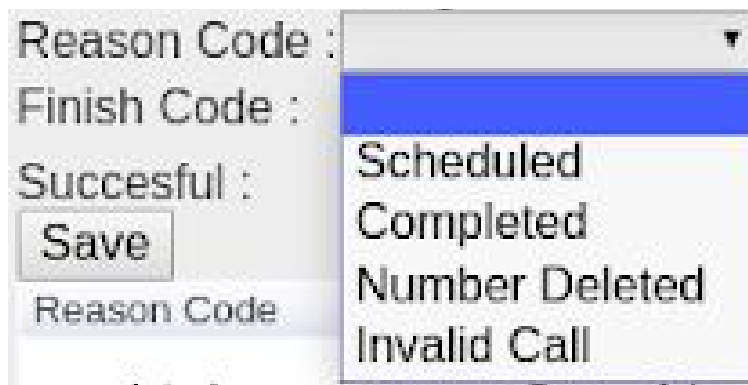 Reason Code :
Finish Code :
Succesful :
Save
Reason Code
Scheduled
Completed
Number Deleted
Invalid Call